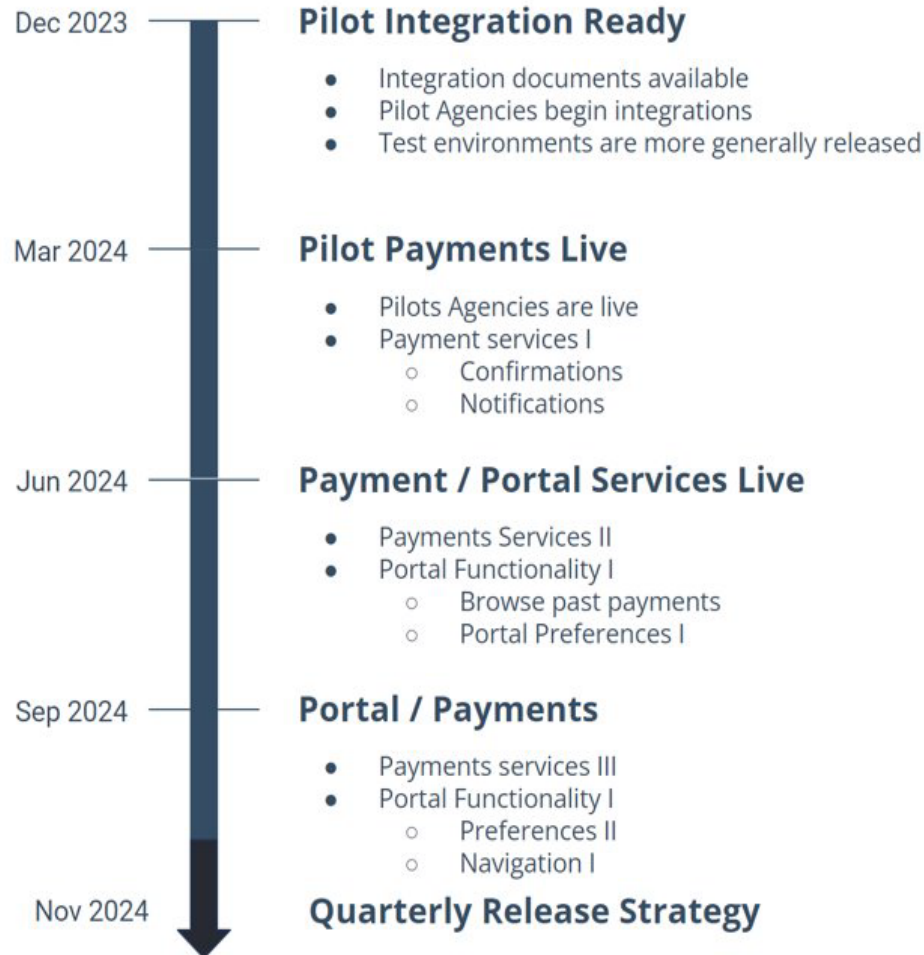 Dec 2023
Pilot Integration Ready
● Integration documents available
● Pilot Agencies begin integrations
● Test environments are more generally released
Mar 2024
Pilot Payments Live
● Pilots Agencies are live
● Payment services I
○ Confirmations
○ Notifications
Jun 2024
Payment / Portal Services Live
● Payments Services II
● Portal Functionality I
○ Browse past payments
○ Portal Preferences I
Sep 2024
Portal / Payments
● Payments services III
● Portal Functionality I
○ Preferences II
○ Navigation I
Nov 2024
Quarterly Release Strategy